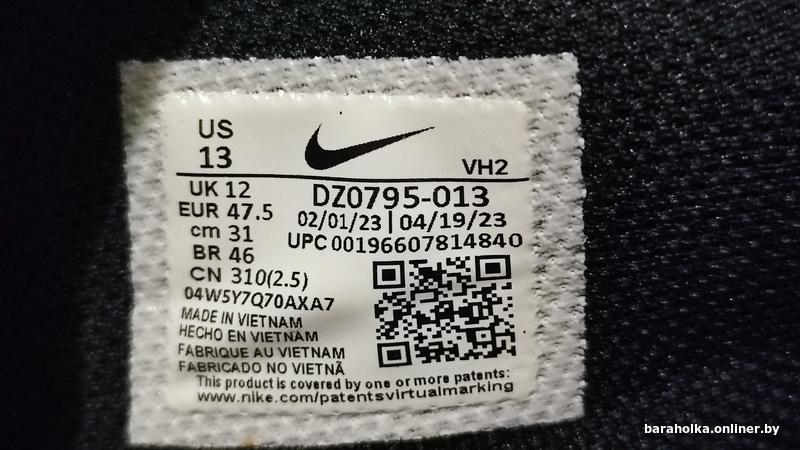 US
13
VH2
UK 12
EUR 47.5
cm 31
BR 46
CN 310(2.5)
04W5Y7Q70AXA7
DZ0795-013
02/01/23 | 04/19/23
UPC 00196607814840
MADE IN VIETNAM
HECHO EN VIETNAM
FABRIQUE AU VIETNAM
FABRICADO NO VIETNÃ
This product is covered by one or more patents:
www.nike.com/patentsvirtualmarking
baraholka.onliner.by